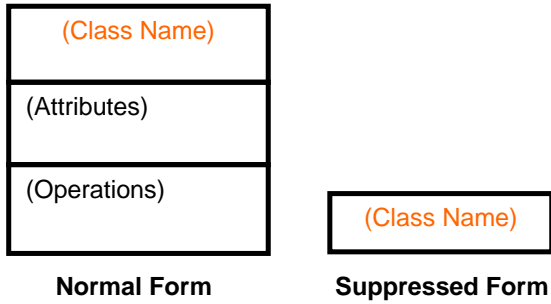 (Class Name)
(Attributes)
(Operations)
(Class Name)
Normal Form
Suppressed Form